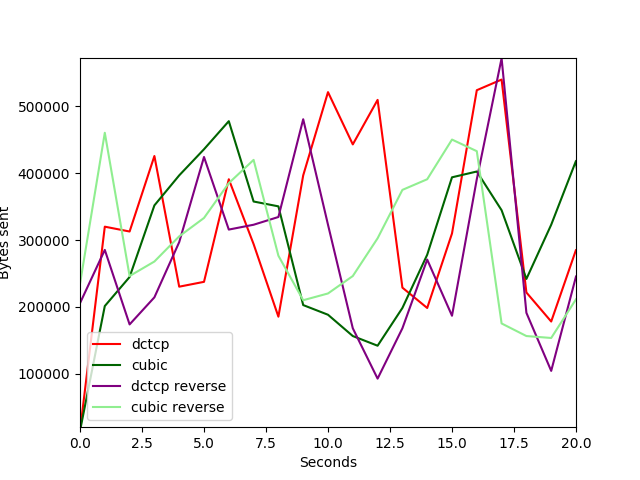 500000
400000
300000
200000
100000
Bytes sent
dctcp
cubic
dctcp reverse
cubic reverse
0.0 2.5 5.0 7.5 10.0 12.5 15.0 17.5 20.0
Seconds